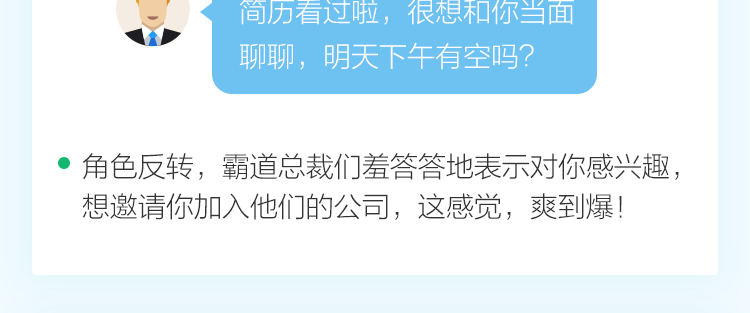 简历看过啦，很想和你当面
聊聊，明天下午有空吗？
角色反转，霸道总裁们羞答答地表示对你感兴趣，
想邀请你加入他们的公司，这感觉，爽到爆！